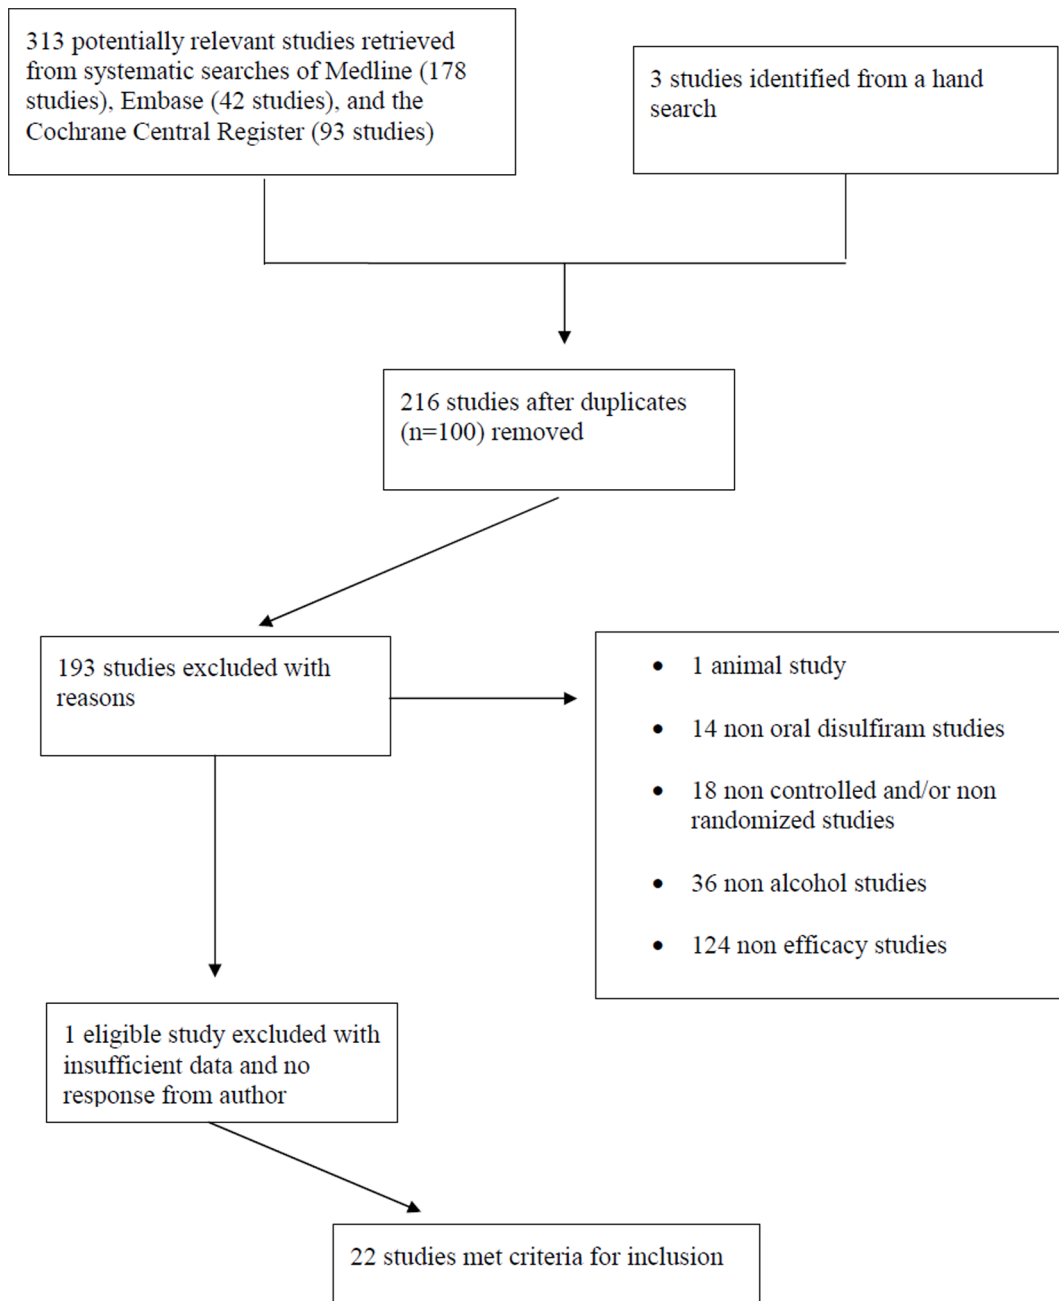 313 potentially relevant studies retrieved
from systematic searches of Medline (178
studies), Embase (42 studies), and the
Cochrane Central Register (93 studies)
3 studies identified from a hand
search
216 studies after duplicates
(n=100) removed
193 studies excluded with
reasons
• 1 animal study
• 14 non oral disulfiram studies
• 18 non controlled and/or non
randomized studies
• 36 non alcohol studies
• 124 non efficacy studies
1 eligible study excluded with
insufficient data and no
response from author
22 studies met criteria for inclusion